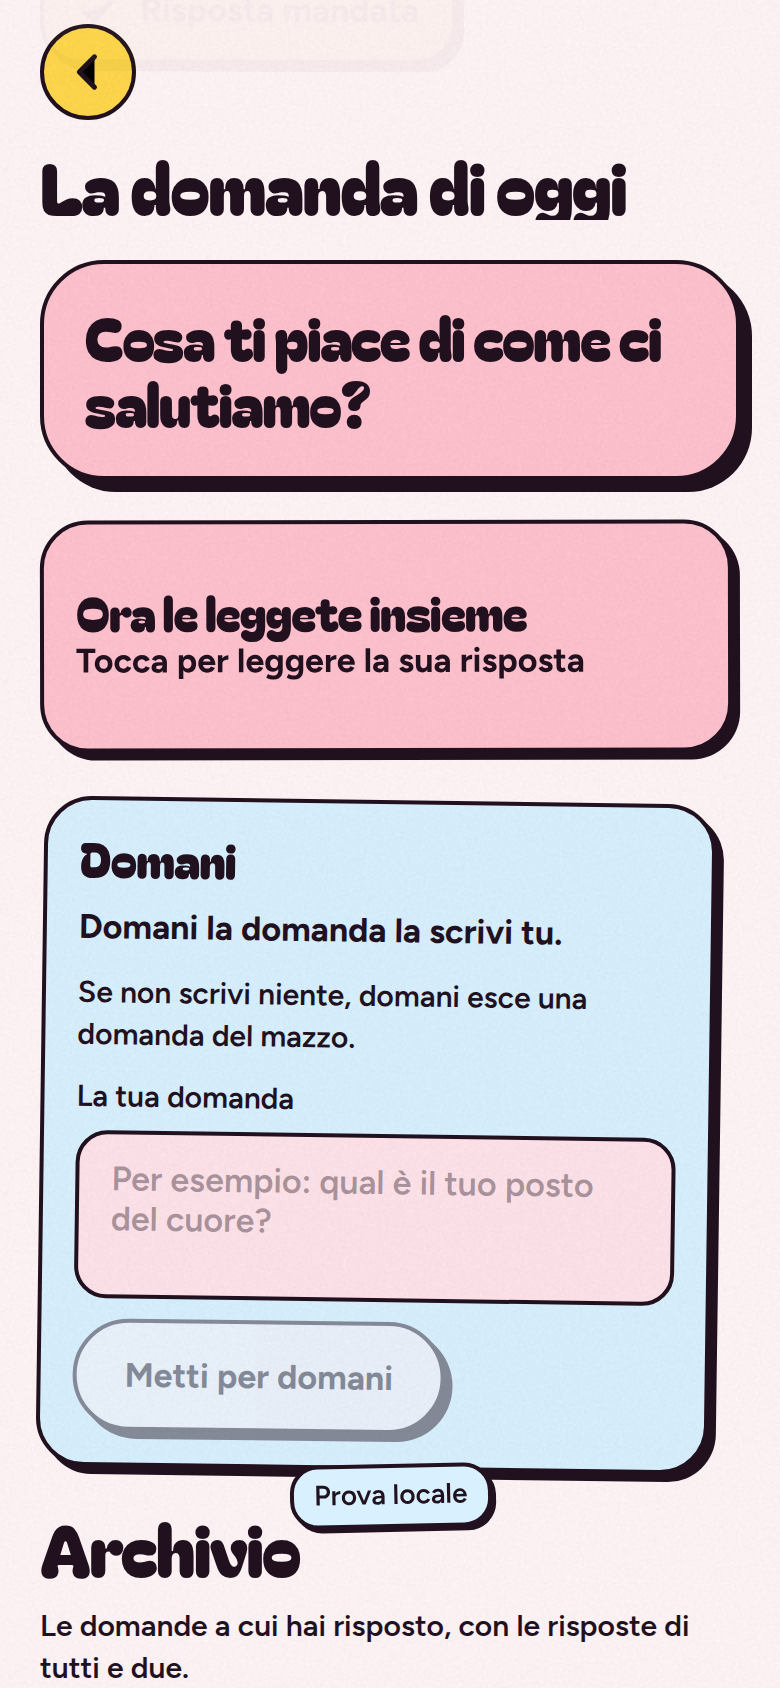 Risposta mandata
La domanda di oggi
Cosa ti piace di come ci
salutiamo?
Ora le leggete insieme
Tocca per leggere la sua risposta
Domani
Domani la domanda la scrivi tu.
Se non scrivi niente, domani esce una
domanda del mazzo.
La tua domanda
Per esempio: qual è il tuo posto
del cuore?
Metti per domani
Prova locale
Archivio
Le domande a cui hai risposto, con le risposte di
tutti e due.